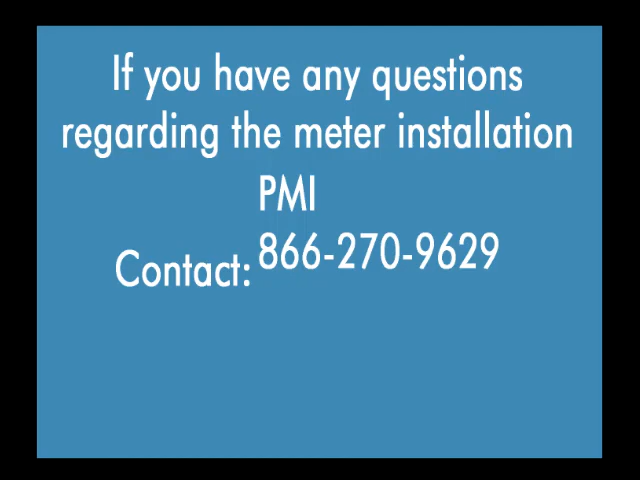 If you have any questions
regarding the meter installation
PMI
Contact: 866-270-9629